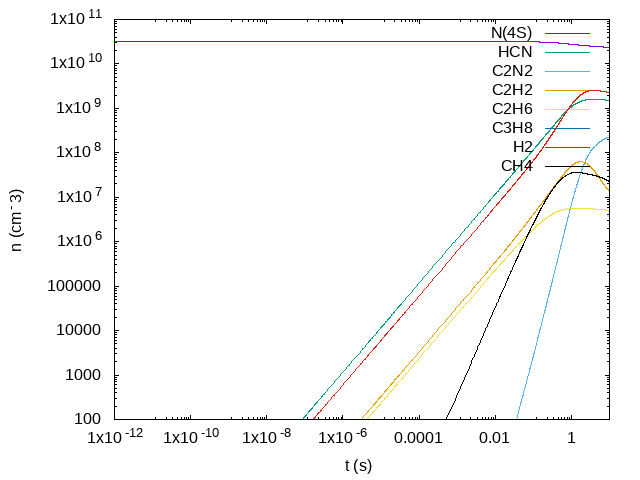 1x10^11
1x10^10
1x10^9
1x10^8
1x10^7
1x10^6
100000
10000
1000
100
n (cm^-3)
N(4S)
HCN
C2N2
C2H2
C2H6
C3H8
H2
CH4
1x10^-12
1x10^-10
1x10^-8
1x10^-6
0.0001
0.01
1
t (s)